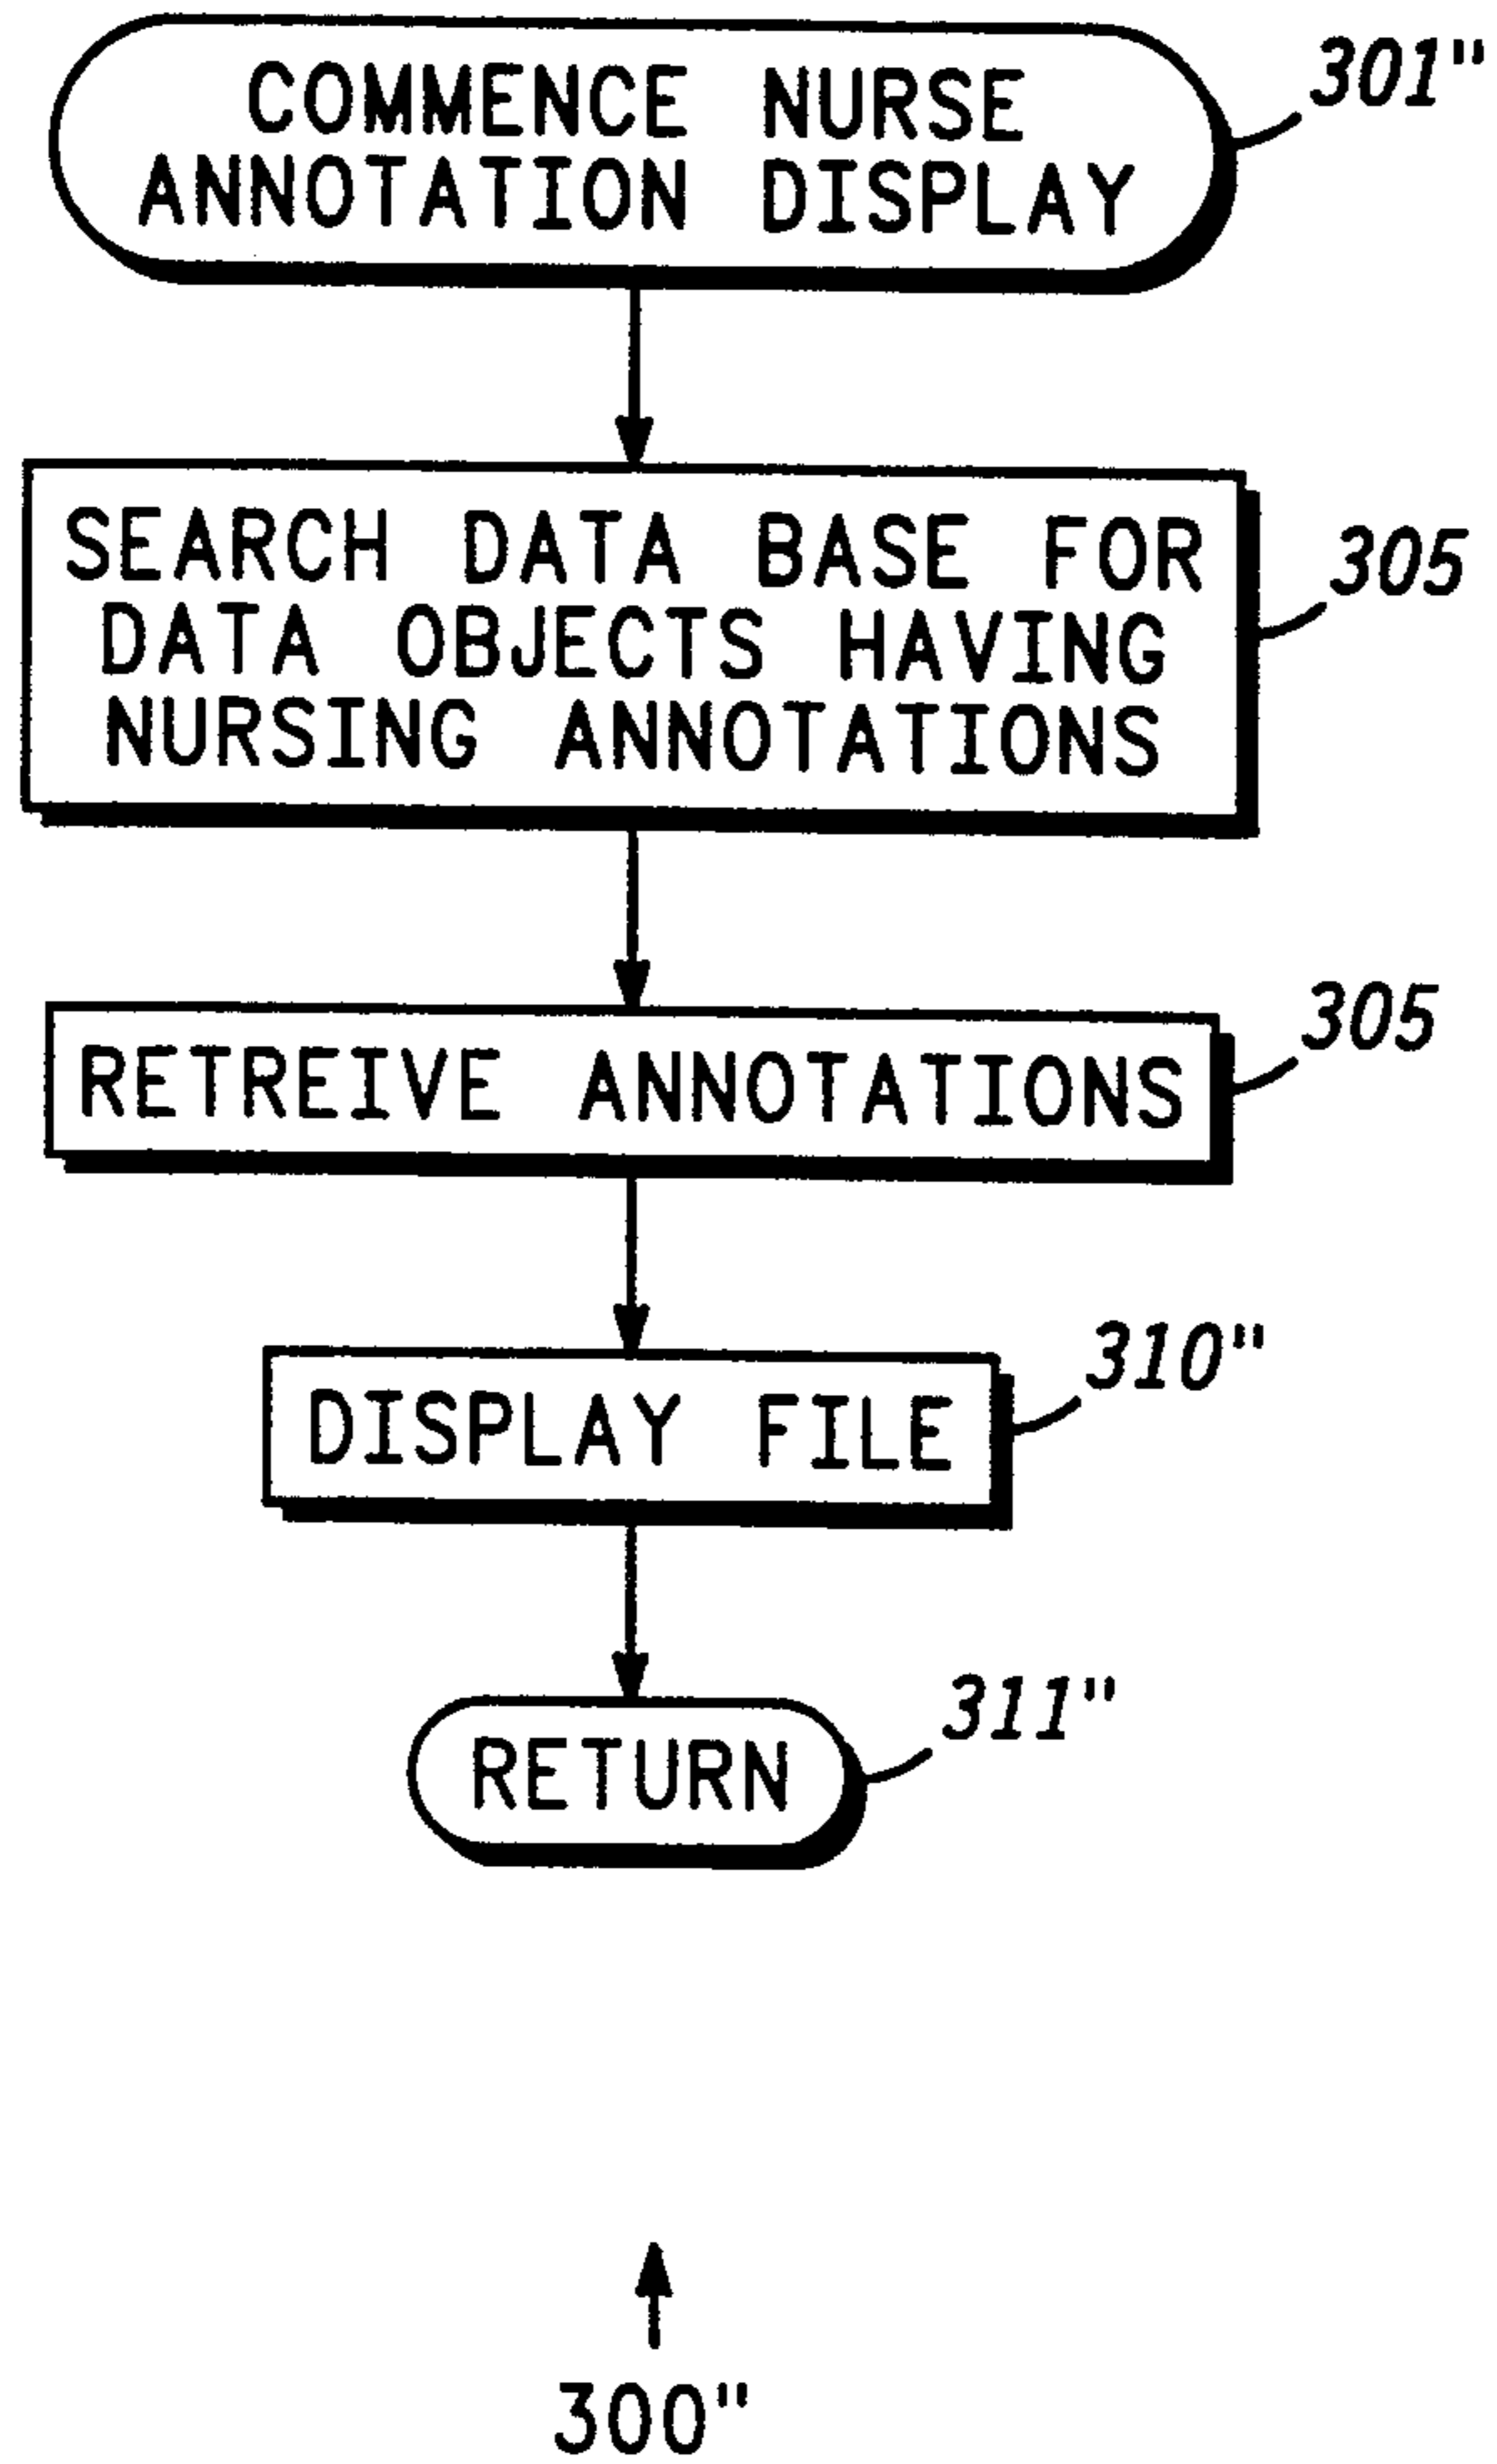 COMMENCE NURSE
ANNOTATION DISPLAY
301"
SEARCH DATA BASE FOR
DATA OBJECTS HAVING
NURSING ANNOTATIONS
305
RETREIVE ANNOTATIONS
305
DISPLAY FILE
310"
RETURN
311"
300"